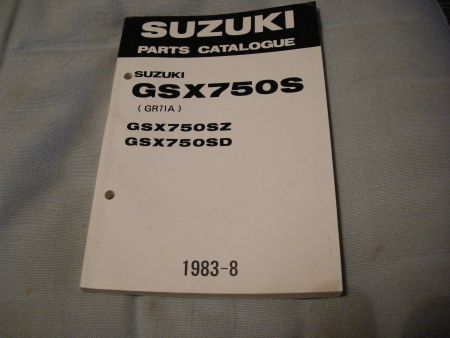 SUZUKI
PARTS CATALOGUE
SUZUKI
GSX750S
(GR71A)
GSX750SZ
GSX750SD
1983-8